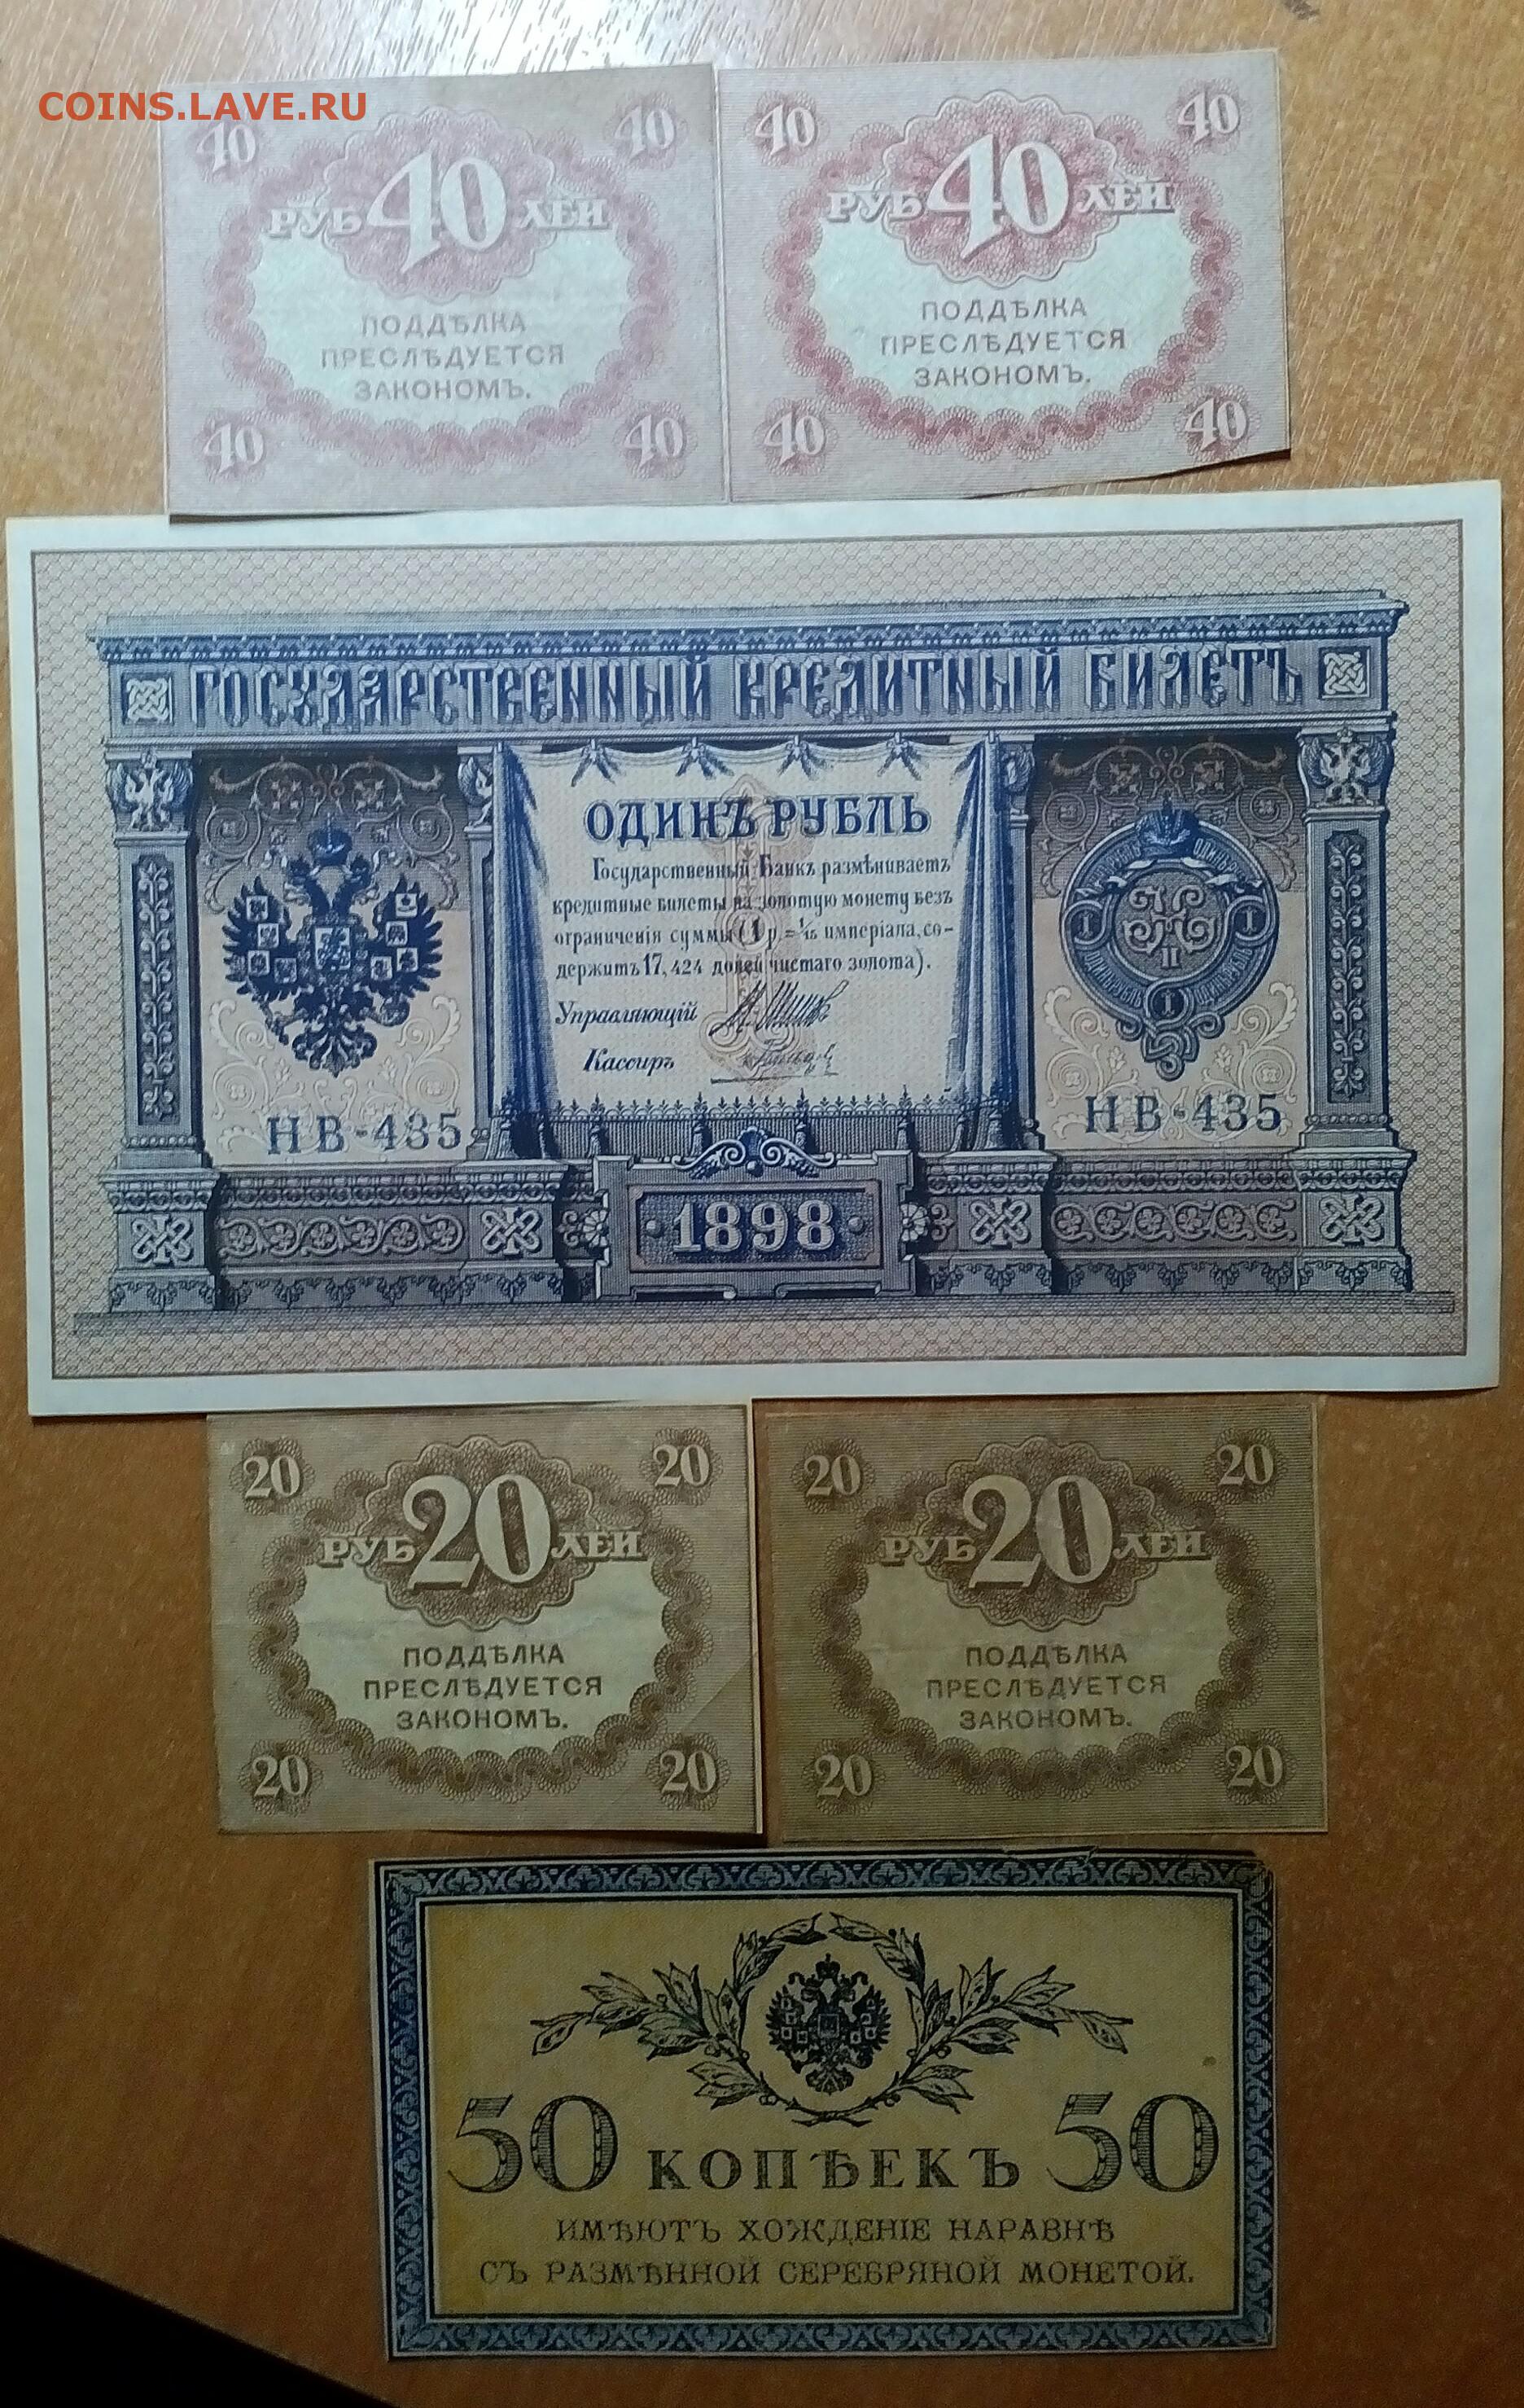 COINS.LAVE.RU
40 40
РУБ 40 ЛЕЙ
ПОДДѢЛКА
ПРЕСЛѢДУЕТСЯ
ЗАКОНОМЪ.
40 40
40 40
РУБ 40 ЛЕЙ
ПОДДѢЛКА
ПРЕСЛѢДУЕТСЯ
ЗАКОНОМЪ.
40 40
ГОСУДАРСТВЕННЫЙ КРЕДИТНЫЙ БИЛЕТЪ
ОДИНЪ РУБЛЬ
Государственный Банкъ размѣниваетъ
кредитные билеты на золотую монету безъ
ограниченія суммы (1 р. = 1/15 имперіала, со-
держитъ 17,424 долей чистаго золота).
Управляющій
Кассиръ
НВ-435 НВ-435
1898
20 20
РУБ 20 ЛЕЙ
ПОДДѢЛКА
ПРЕСЛѢДУЕТСЯ
ЗАКОНОМЪ.
20 20
20 20
РУБ 20 ЛЕЙ
ПОДДѢЛКА
ПРЕСЛѢДУЕТСЯ
ЗАКОНОМЪ.
20 20
50 КОПѢЕКЪ 50
ИМѢЮТЪ ХОЖДЕНІЕ НАРАВНѢ
СЪ РАЗМѢННОЙ СЕРЕБРЯНОЙ МОНЕТОЙ.